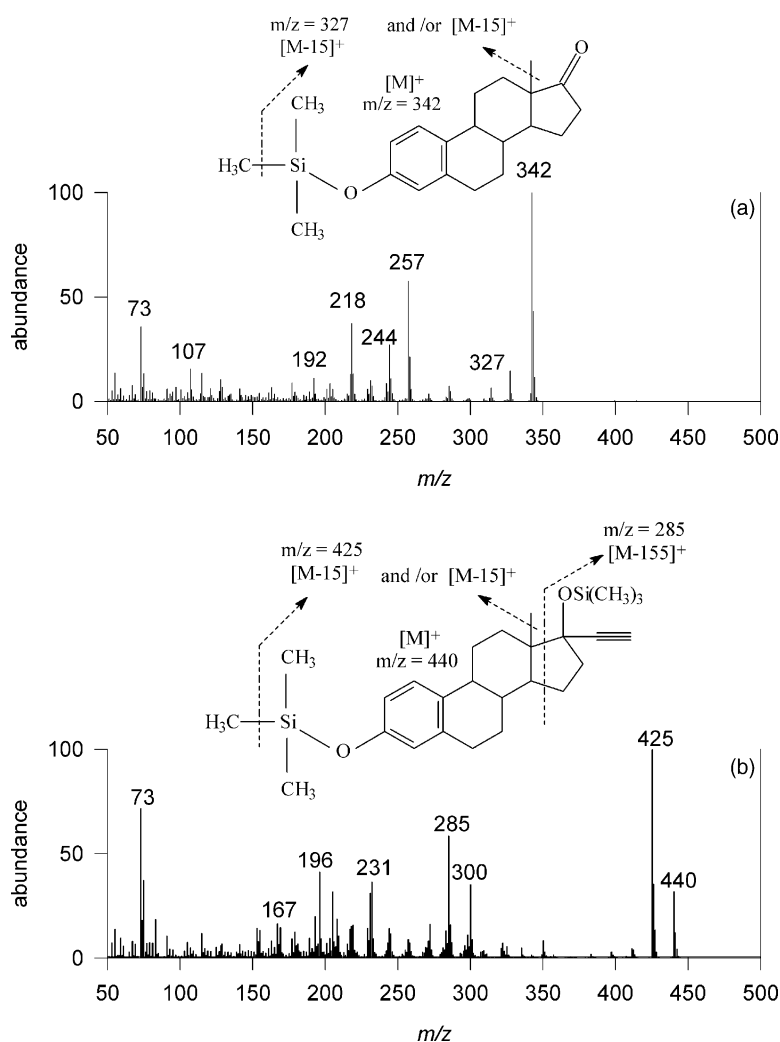 m/z = 327
[M-15]+
and /or [M-15]+
O
[M]+
m/z = 342
CH3
H3C
Si
O
CH3
342
(a)
100
50
0
abundance
73
107
192
218
244
257
327
50 100 150 200 250 300 350 400 450 500
m/z
m/z = 285
[M-155]+
m/z = 425
[M-15]+
and /or [M-15]+
OSi(CH3)3
[M]+
m/z = 440
CH3
H3C
Si
O
CH3
425
(b)
100
50
0
abundance
73
167
196
231
285
300
440
50 100 150 200 250 300 350 400 450 500
m/z